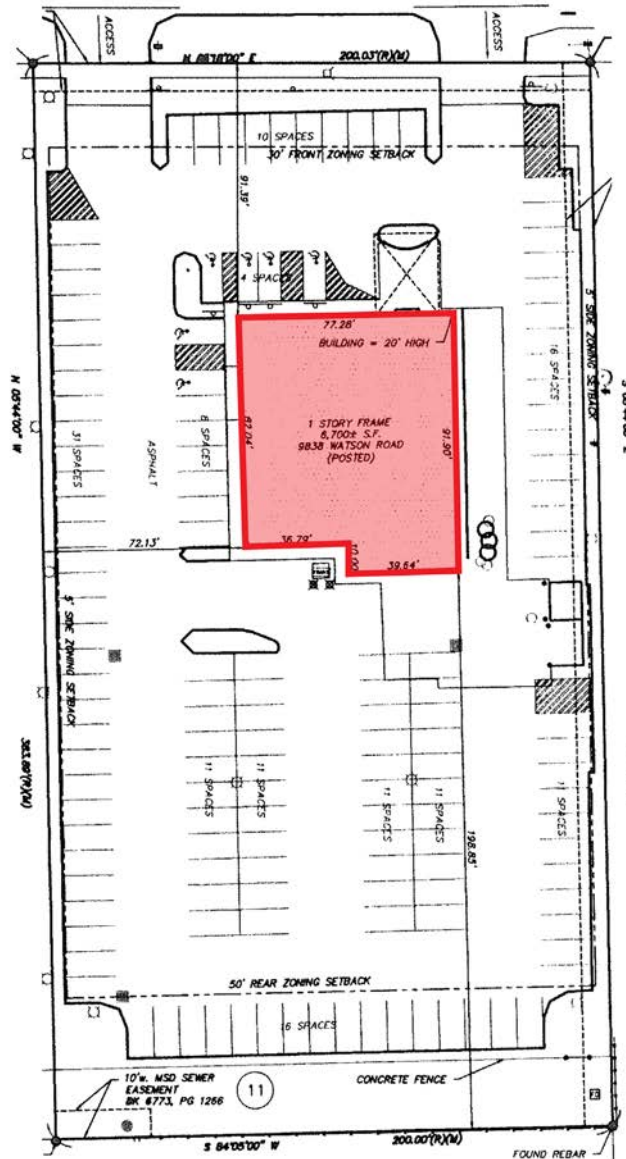 ACCESS
ACCESS
200.03'(R)(M)
10 SPACES
30' FRONT ZONING SETBACK
91.39'
4 SPACES
77.28'
BUILDING = 20' HIGH
5' SIDE ZONING SETBACK
16 SPACES
31 SPACES
ASPHALT
8 SPACES
1 STORY FRAME
6,700± S.F.
9838 WATSON ROAD
(POSTED)
91.90'
36.79'
39.64'
72.13'
5' SIDE ZONING SETBACK
11 SPACES
11 SPACES
11 SPACES
11 SPACES
198.85'
50' REAR ZONING SETBACK
16 SPACES
10'w. MSD SEWER
EASEMENT
BK 6773, PG 1266
11
CONCRETE FENCE
S 84°05'00" W
200.00'(R)(M)
FOUND REBAR